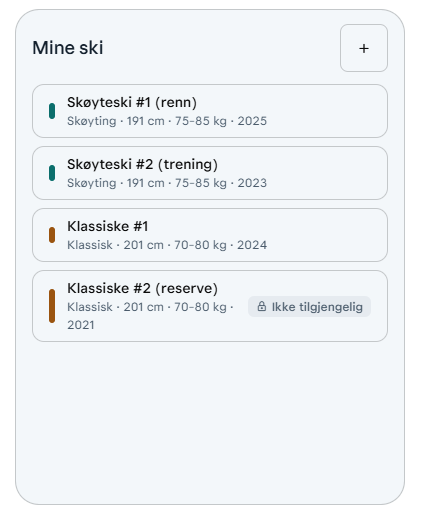 Mine ski
+
Skøyteski #1 (renn)
Skøyting · 191 cm · 75-85 kg · 2025
Skøyteski #2 (trening)
Skøyting · 191 cm · 75-85 kg · 2023
Klassiske #1
Klassisk · 201 cm · 70-80 kg · 2024
Klassiske #2 (reserve)
Klassisk · 201 cm · 70-80 kg ·
2021
Ikke tilgjengelig